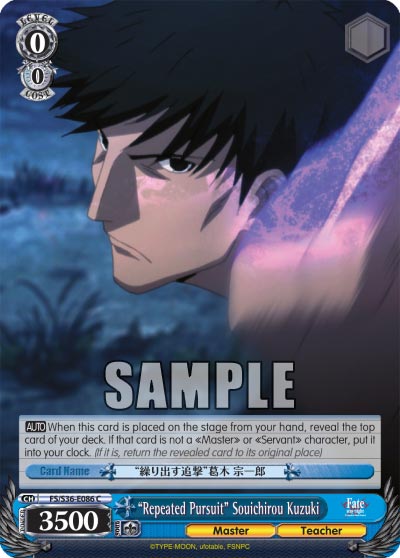 LEVEL
0
0
COST
SAMPLE
AUTO When this card is placed on the stage from your hand, reveal the top
card of your deck. If that card is not a «Master» or «Servant» character, put it
into your clock. (If it is, return the revealed card to its original place)
Card Name
“繰り出す追撃”葛木 宗一郎
CH
FS/S36-E086 C
“Repeated Pursuit” Souichirou Kuzuki
Fate
POWER
3500
SOUL
Master
Teacher
©TYPE-MOON, ufotable, FSNPC